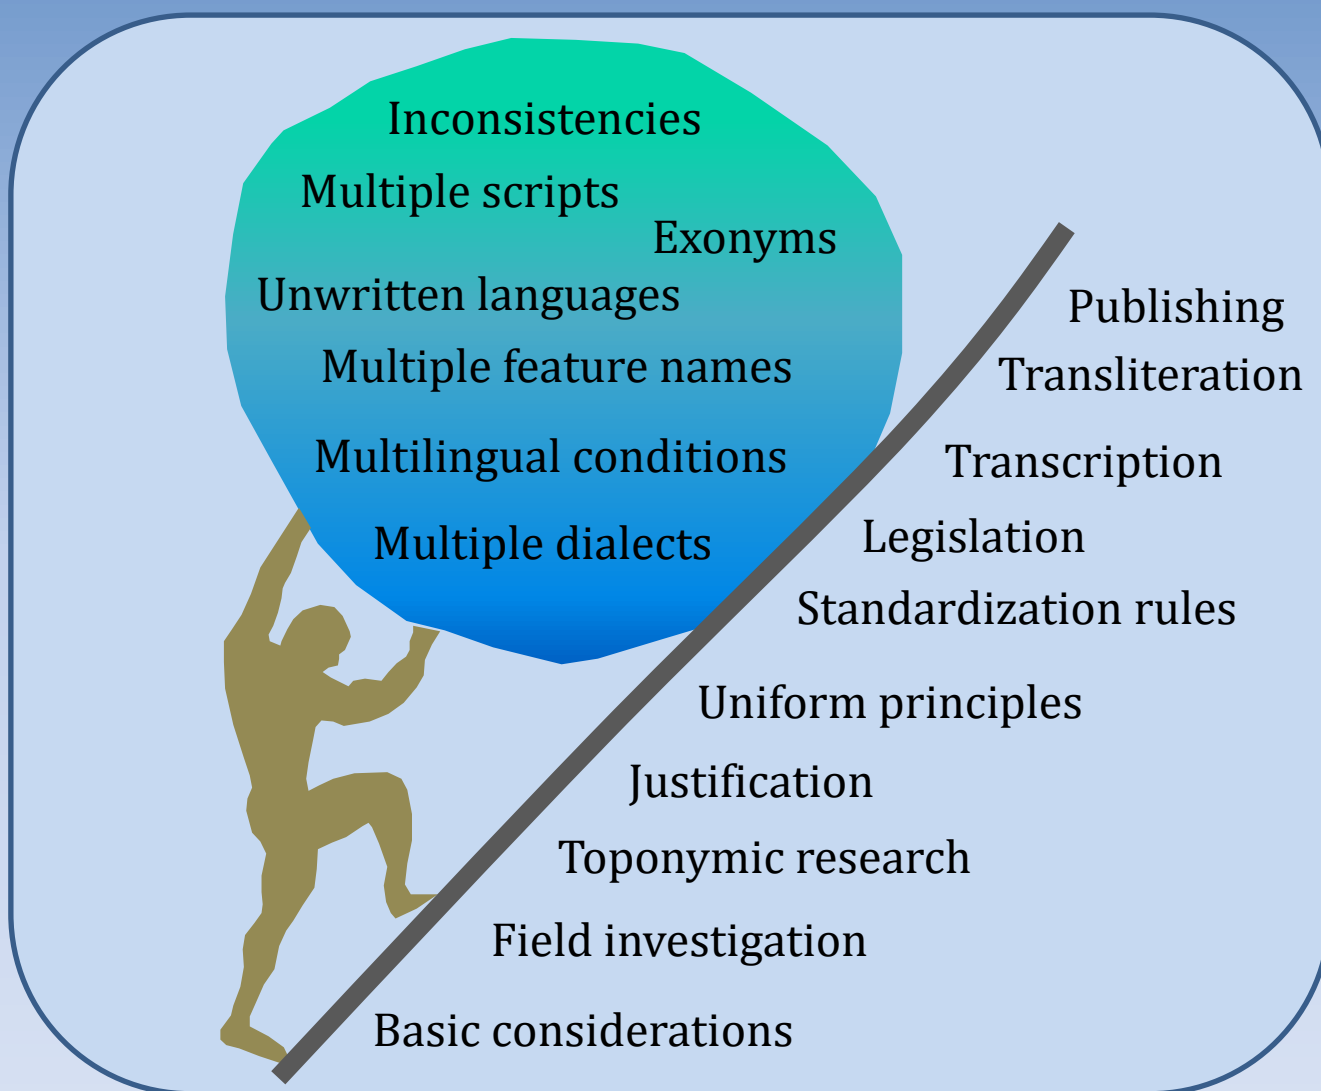 Inconsistencies
Multiple scripts
Exonyms
Unwritten languages
Multiple feature names
Multilingual conditions
Multiple dialects
Publishing
Transliteration
Transcription
Legislation
Standardization rules
Uniform principles
Justification
Toponymic research
Field investigation
Basic considerations